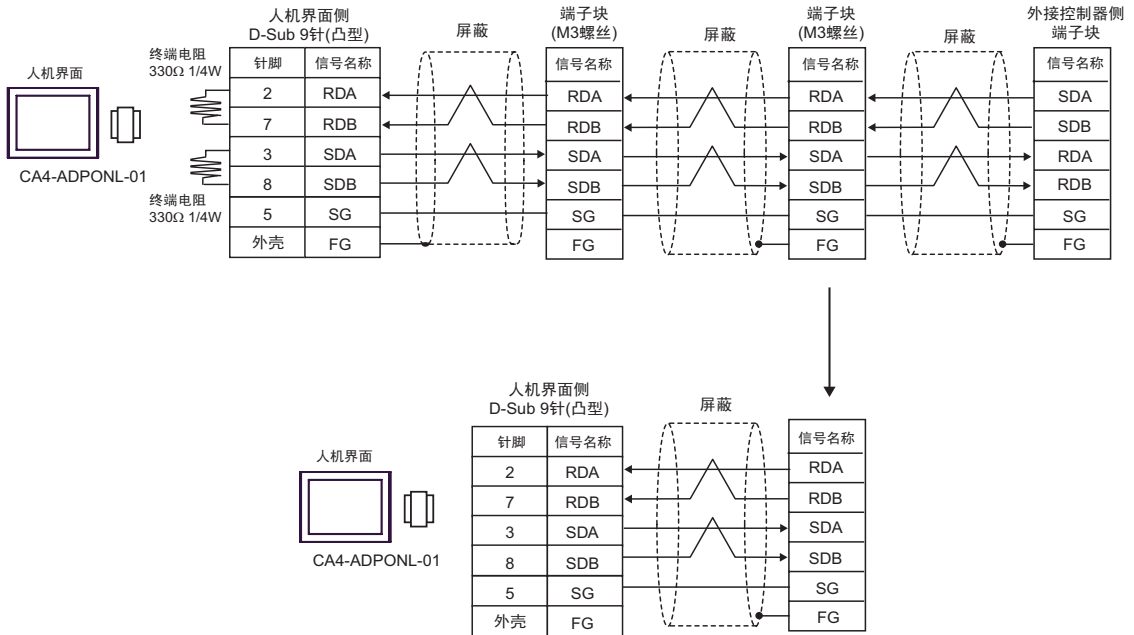 人机界面侧
D-Sub 9针(凸型)
屏蔽
端子块
(M3螺丝)
屏蔽
端子块
(M3螺丝)
屏蔽
外接控制器侧
端子块
终端电阻
330Ω 1/4W
人机界面
CA4-ADPONL-01
终端电阻
330Ω 1/4W
针脚 信号名称 信号名称 信号名称 信号名称
2 RDA RDA RDA SDA
7 RDB RDB RDB SDB
3 SDA SDA SDA RDA
8 SDB SDB SDB RDB
5 SG SG SG SG
外壳 FG FG FG FG
人机界面侧
D-Sub 9针(凸型)
屏蔽
人机界面
CA4-ADPONL-01
针脚 信号名称 信号名称
2 RDA RDA
7 RDB RDB
3 SDA SDA
8 SDB SDB
5 SG SG
外壳 FG FG